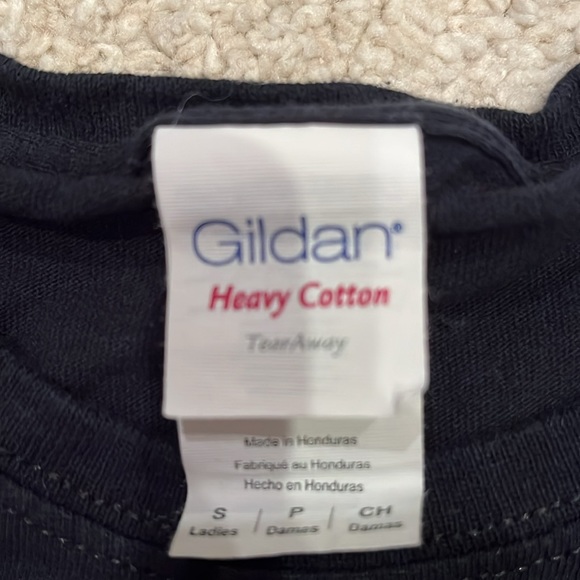 Gildan®
Heavy Cotton
TearAway
Made in Honduras
Fabriqué au Honduras
Hecho en Honduras
S / P / CH
Ladies / Damas / Damas